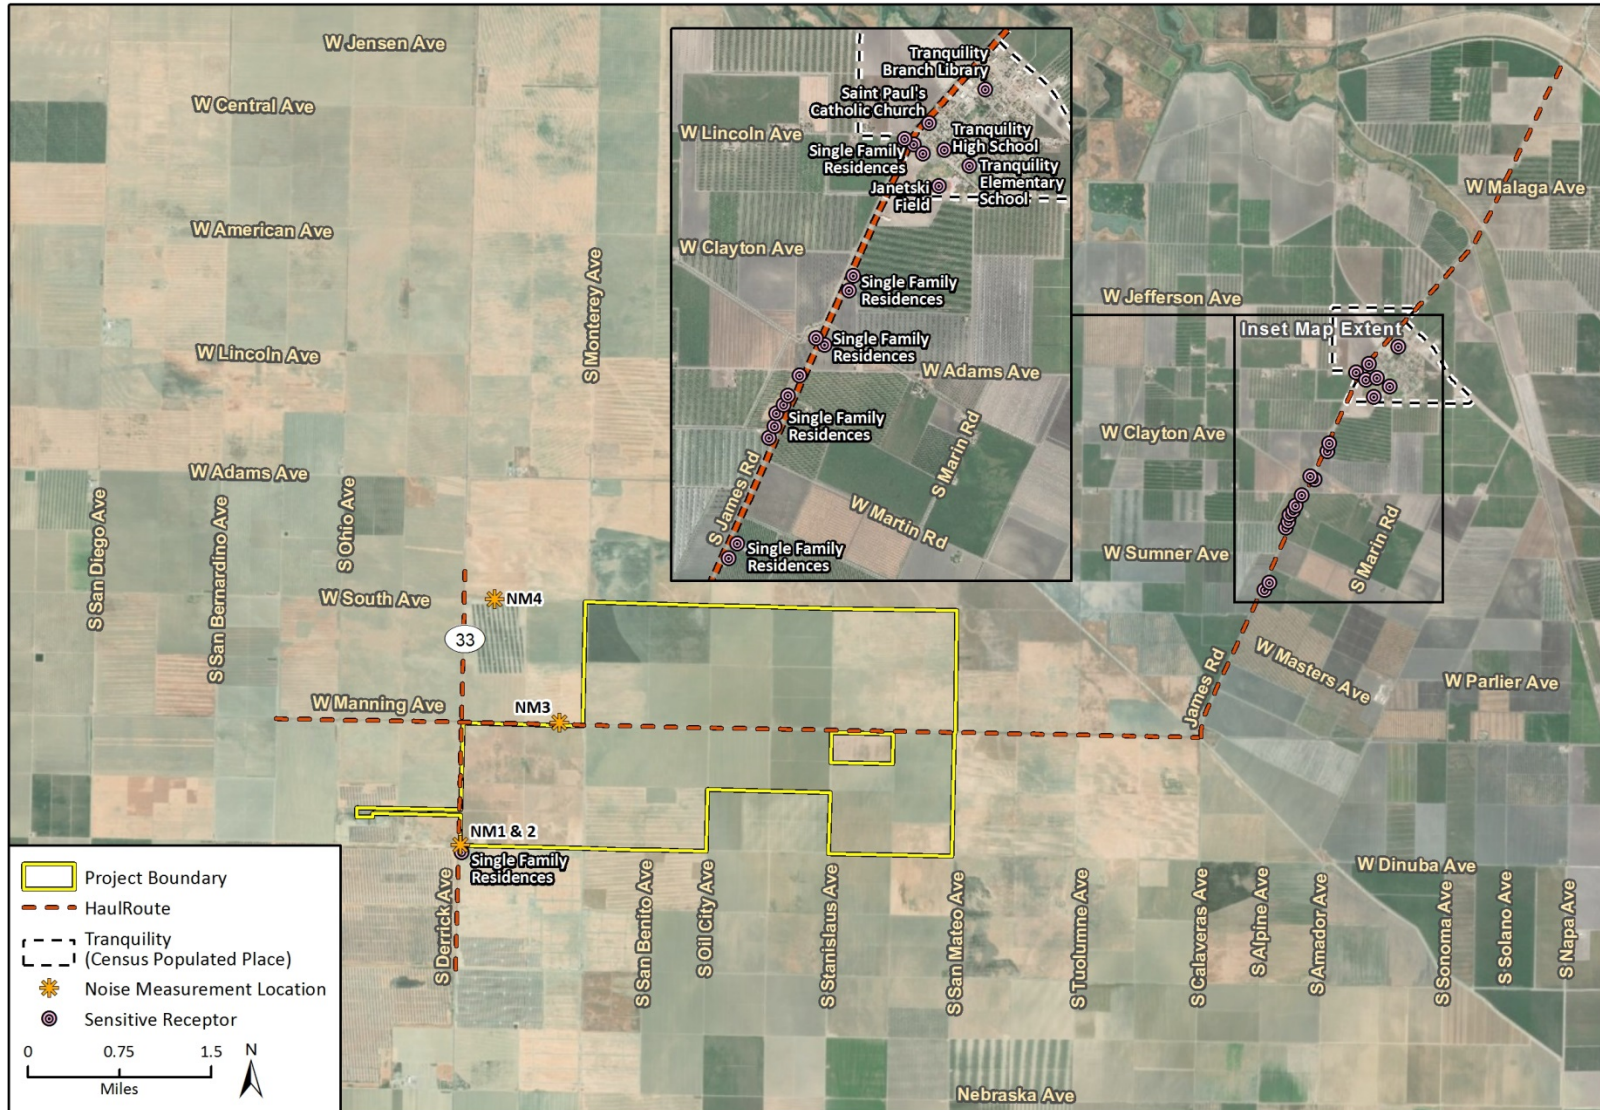 W Jensen Ave
W Central Ave
W American Ave
W Lincoln Ave
S Monterey Ave
W Adams Ave
S San Diego Ave
S San Bernardino Ave
S Ohio Ave
W South Ave
W Manning Ave
33
NM4
NM3
NM1 & 2
Single Family
Residences
Tranquility
Branch Library
Saint Paul's
Catholic Church
W Lincoln Ave
Tranquility
High School
Single Family
Residences
Tranquility
Elementary
School
Janetski
Field
W Clayton Ave
Single Family
Residences
Single Family
Residences
W Adams Ave
Single Family
Residences
S Marin Rd
S James Rd
W Martin Rd
Single Family
Residences
W Malaga Ave
W Jefferson Ave
Inset Map Extent
W Clayton Ave
W Sumner Ave
S Marin Rd
W Masters Ave
James Rd
W Parlier Ave
W Dinuba Ave
S Derrick Ave
S San Benito Ave
S Oil City Ave
S Stanislaus Ave
S San Mateo Ave
S Tuolumne Ave
S Calaveras Ave
S Alpine Ave
S Amador Ave
S Sonoma Ave
S Solano Ave
S Napa Ave
Nebraska Ave
Project Boundary
HaulRoute
Tranquility
(Census Populated Place)
Noise Measurement Location
Sensitive Receptor
0 0.75 1.5
Miles
N